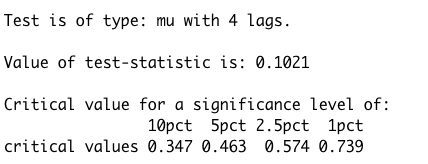 Test is of type: mu with 4 lags.
Value of test-statistic is: 0.1021
Critical value for a significance level of:
10pct 5pct 2.5pct 1pct
critical values 0.347 0.463 0.574 0.739